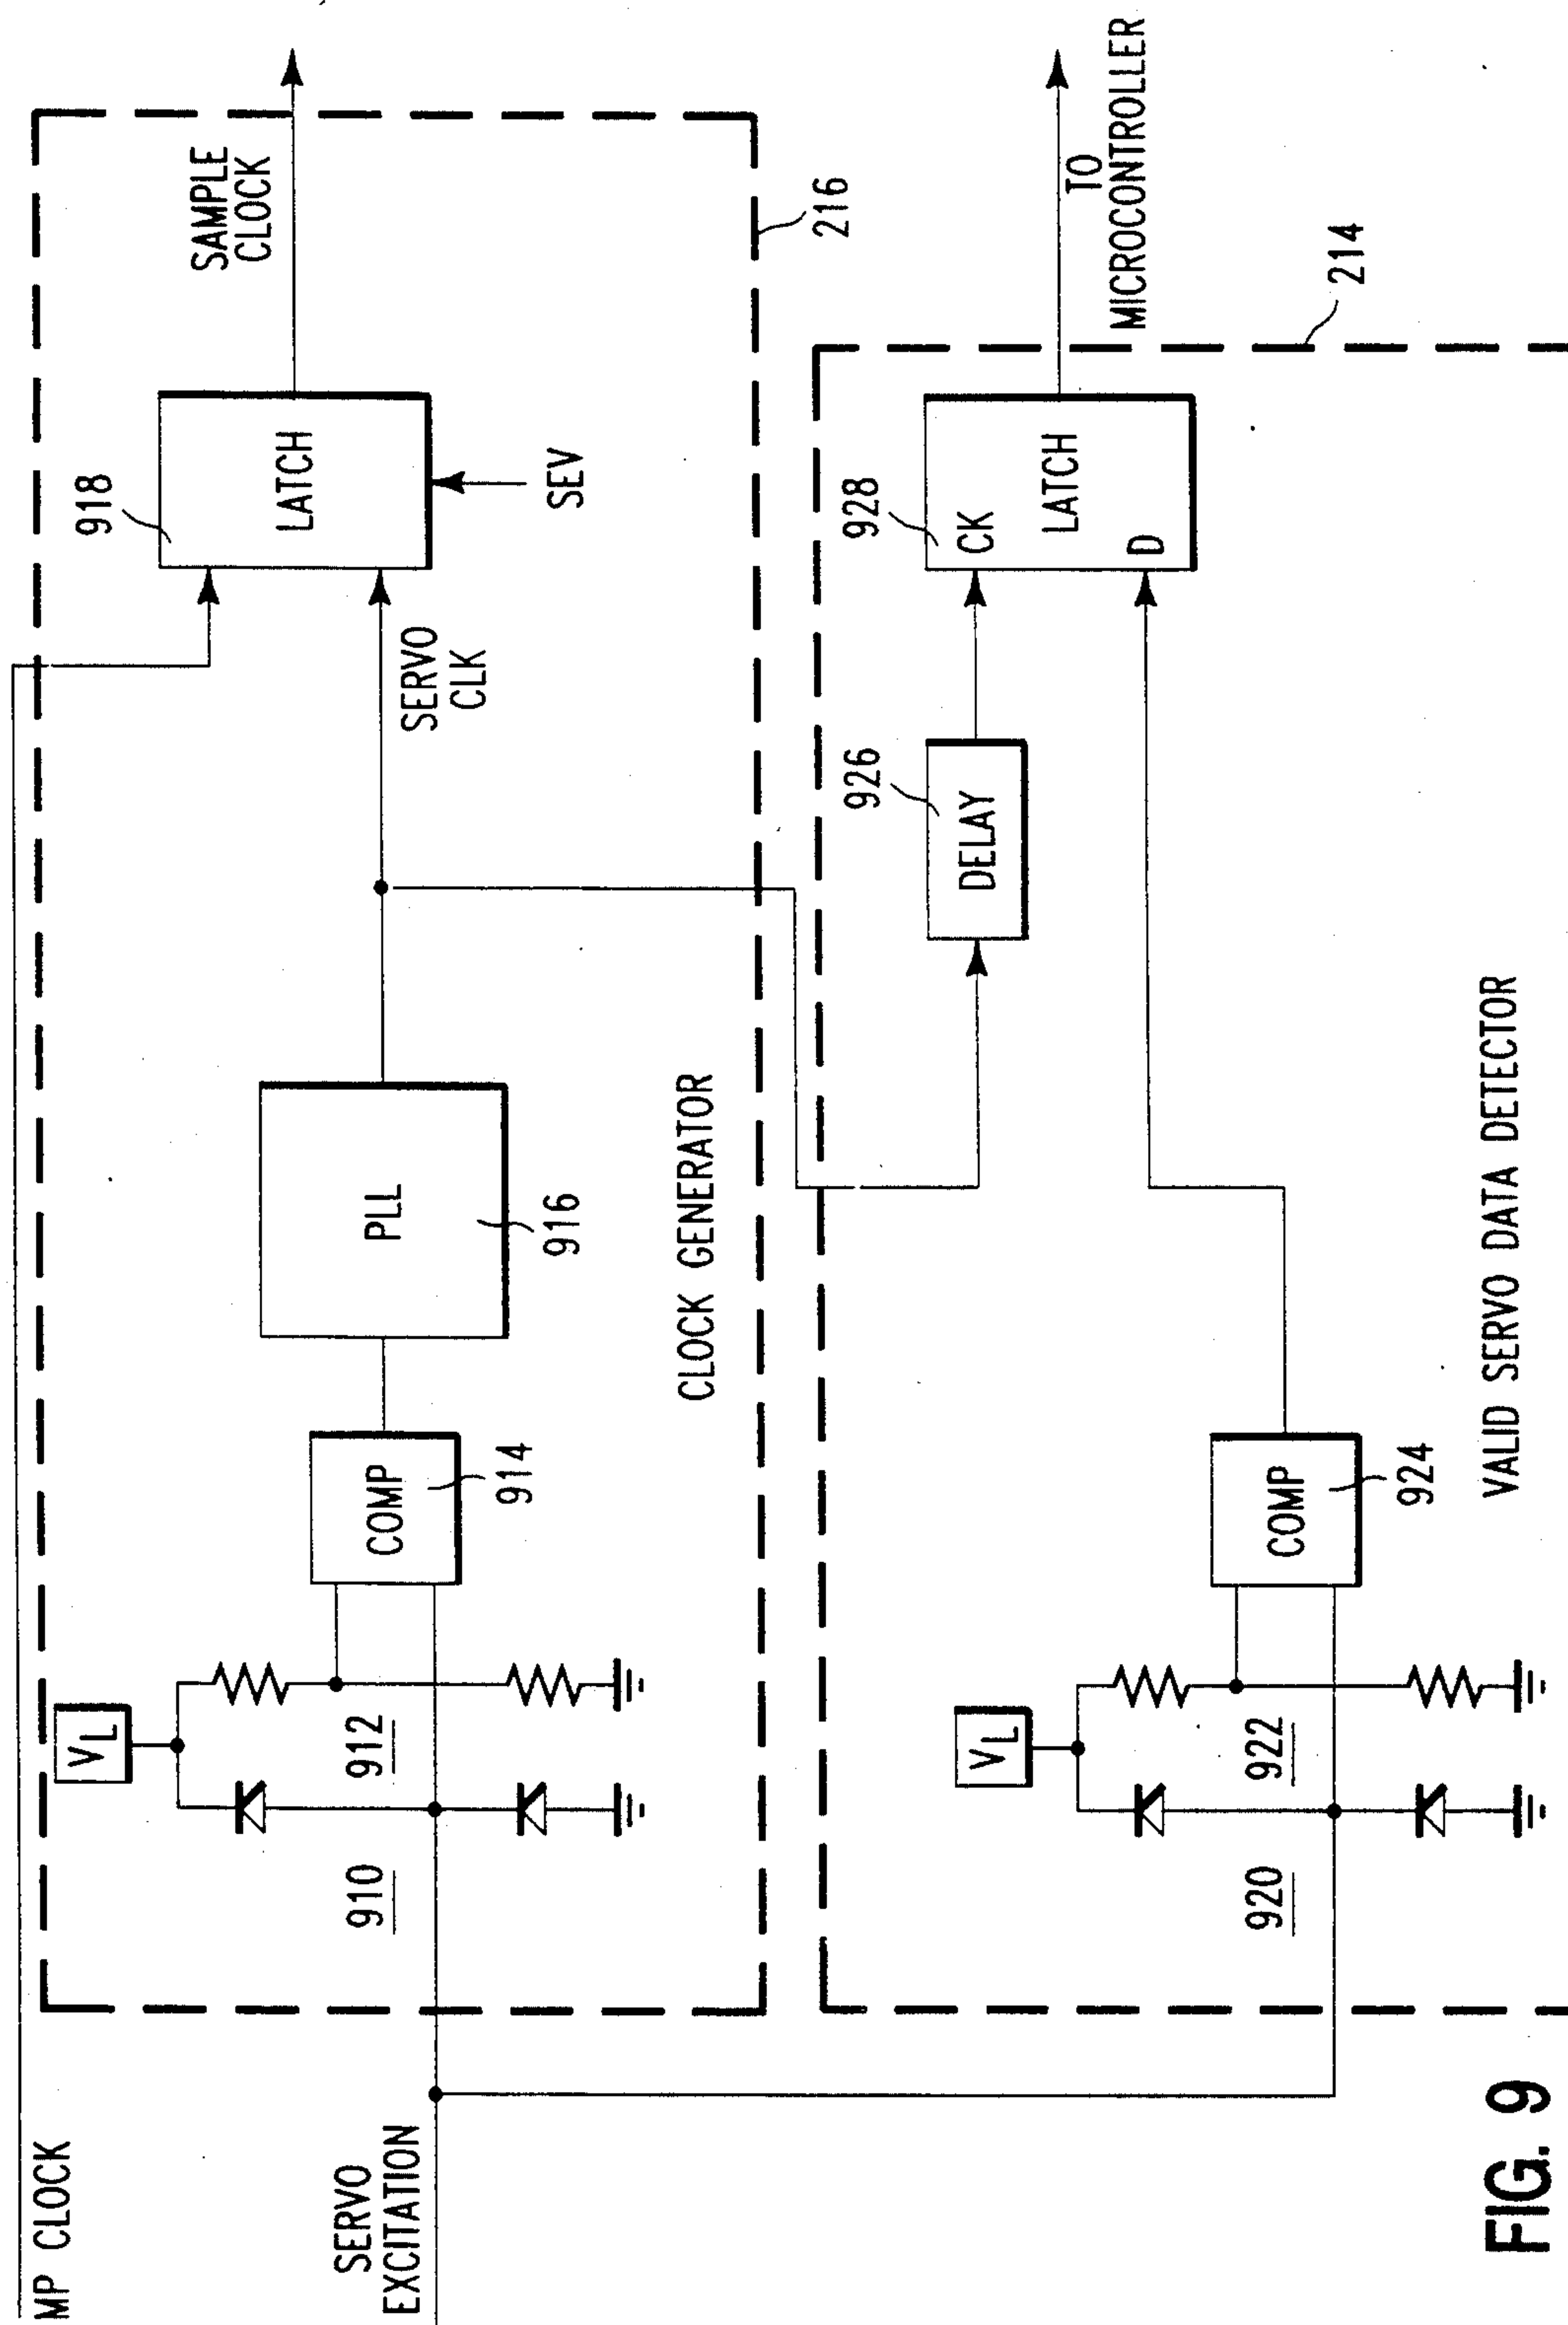 MP CLOCK
SERVO
EXCITATION
V_L
910
912
COMP
914
PLL
916
CLOCK GENERATOR
SERVO
CLK
918
LATCH
SEV
SAMPLE
CLOCK
216
V_L
920
922
COMP
924
926
DELAY
928
CK
LATCH
D
TO
MICROCONTROLLER
214
VALID SERVO DATA DETECTOR
FIG. 9